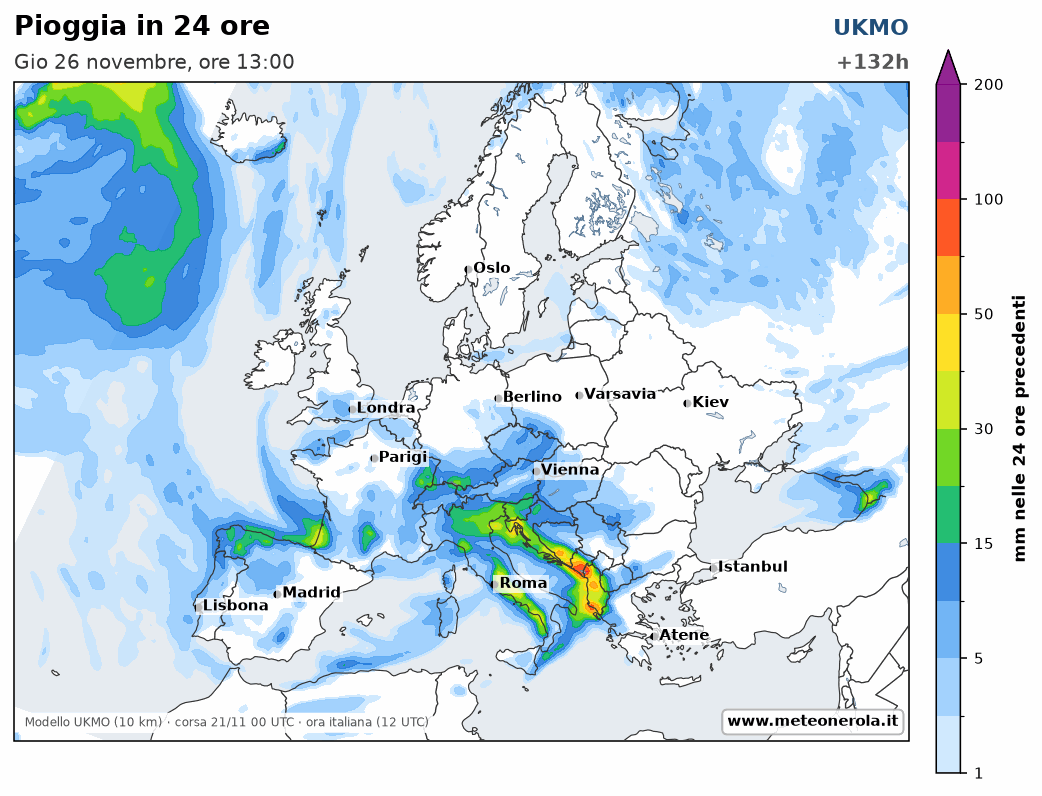 Pioggia in 24 ore
UKMO
Gio 26 novembre, ore 13:00
+132h
200
100
50
30
15
5
1
mm nelle 24 ore precedenti
Oslo
Berlino
Varsavia
Kiev
Londra
Parigi
Vienna
Istanbul
Roma
Madrid
Lisbona
Atene
Modello UKMO (10 km) · corsa 21/11 00 UTC · ora italiana (12 UTC)
www.meteonerola.it